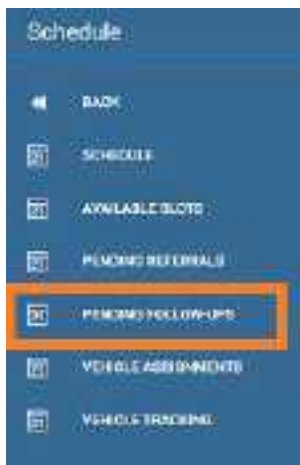 Schedule
BACK
SCHEDULE
AVAILABLE SLOTS
PENDING REFERRALS
PENDING FOLLOW-UPS
VEHICLE ASSIGNMENTS
VEHICLE TRACKING